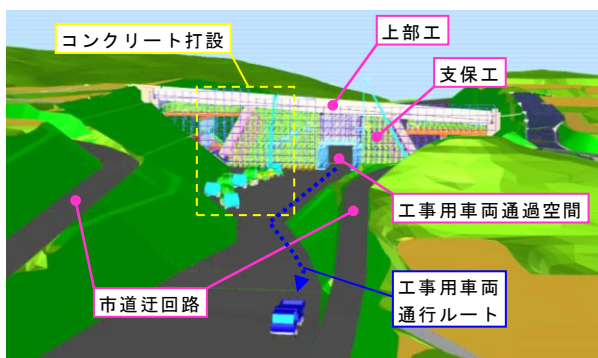 コンクリート打設
上部工
支保工
工事用車両通過空間
市道迂回路
工事用車両
通行ルート